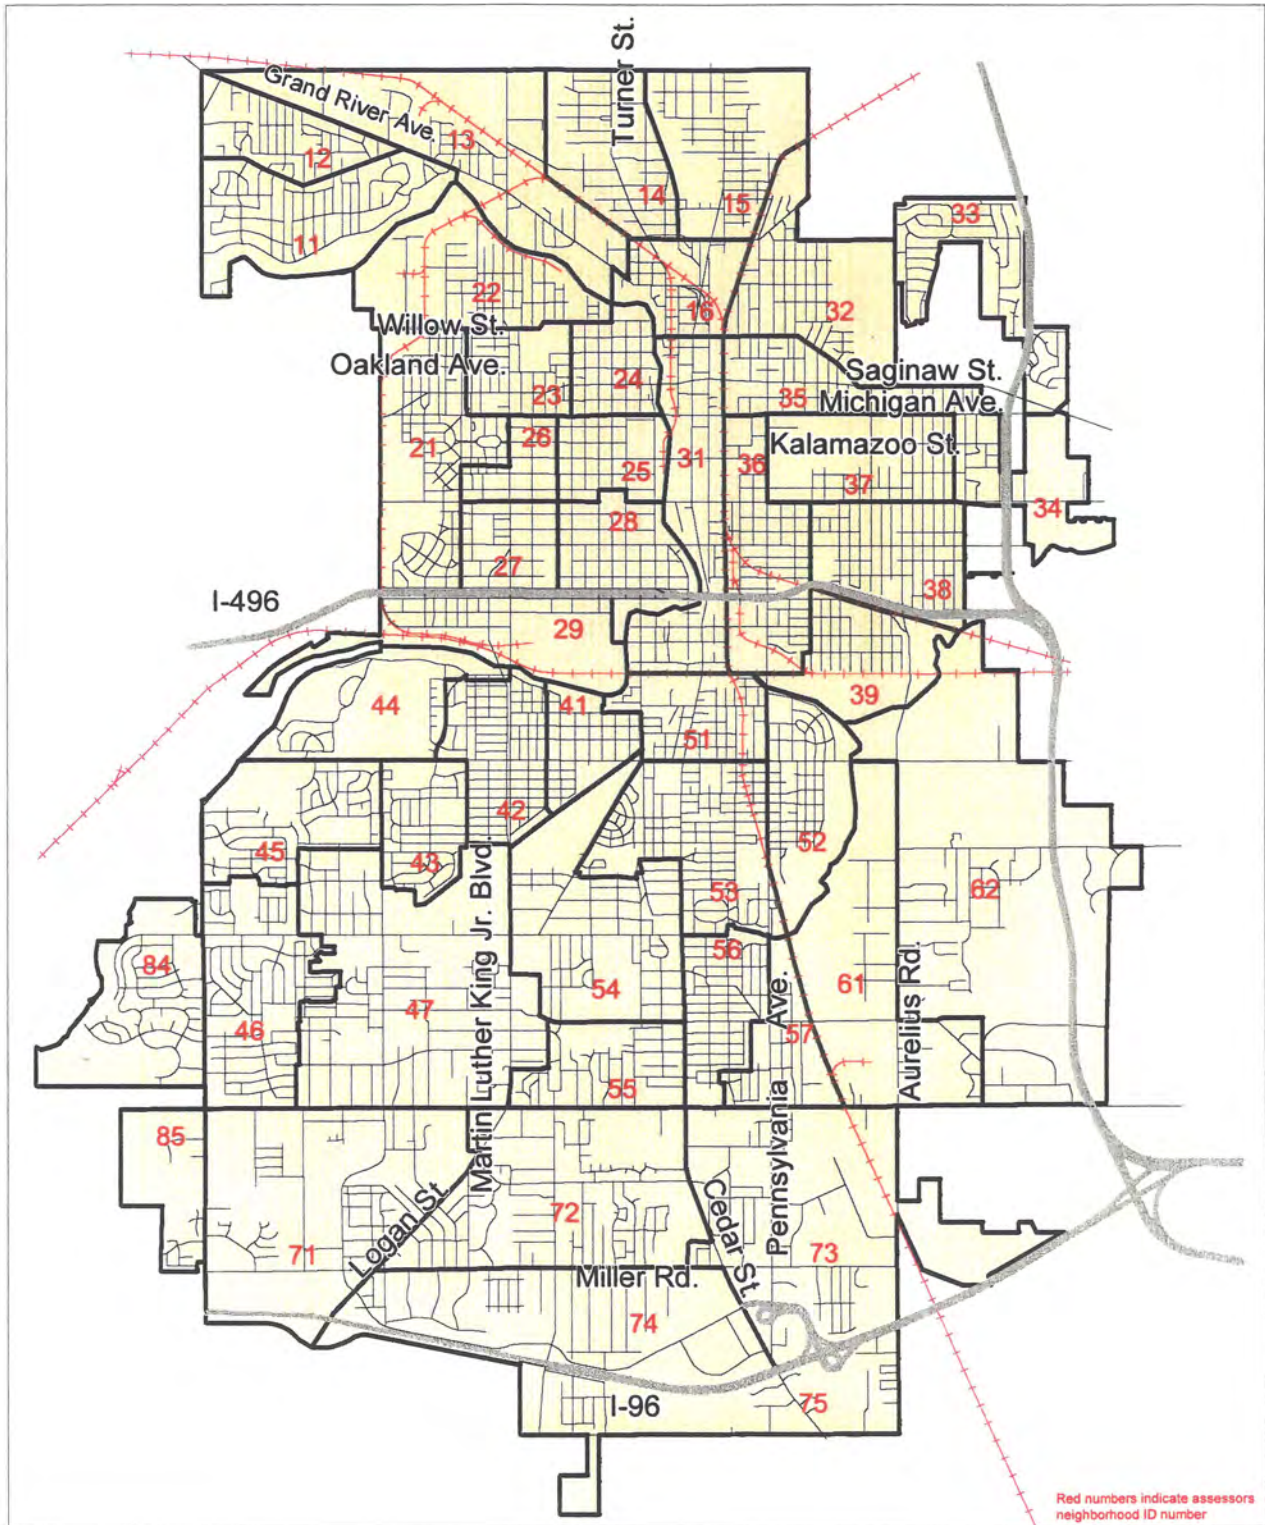 Turner St.
Grand River Ave.
13
12
14
15
33
11
22
16
32
Willow St.
Oakland Ave.
Saginaw St.
24
23
35
Michigan Ave.
26
21
Kalamazoo St.
25
31
36
37
34
28
27
38
I-496
29
44
41
39
51
42
52
45
43
53
62
Martin Luther King Jr. Blvd.
56
84
54
61
Aurelius Rd.
46
47
57
Pennsylvania Ave.
55
85
Logan St.
72
Cedar St.
71
73
Miller Rd.
74
I-96
75
Red numbers indicate assessors
neighborhood ID number